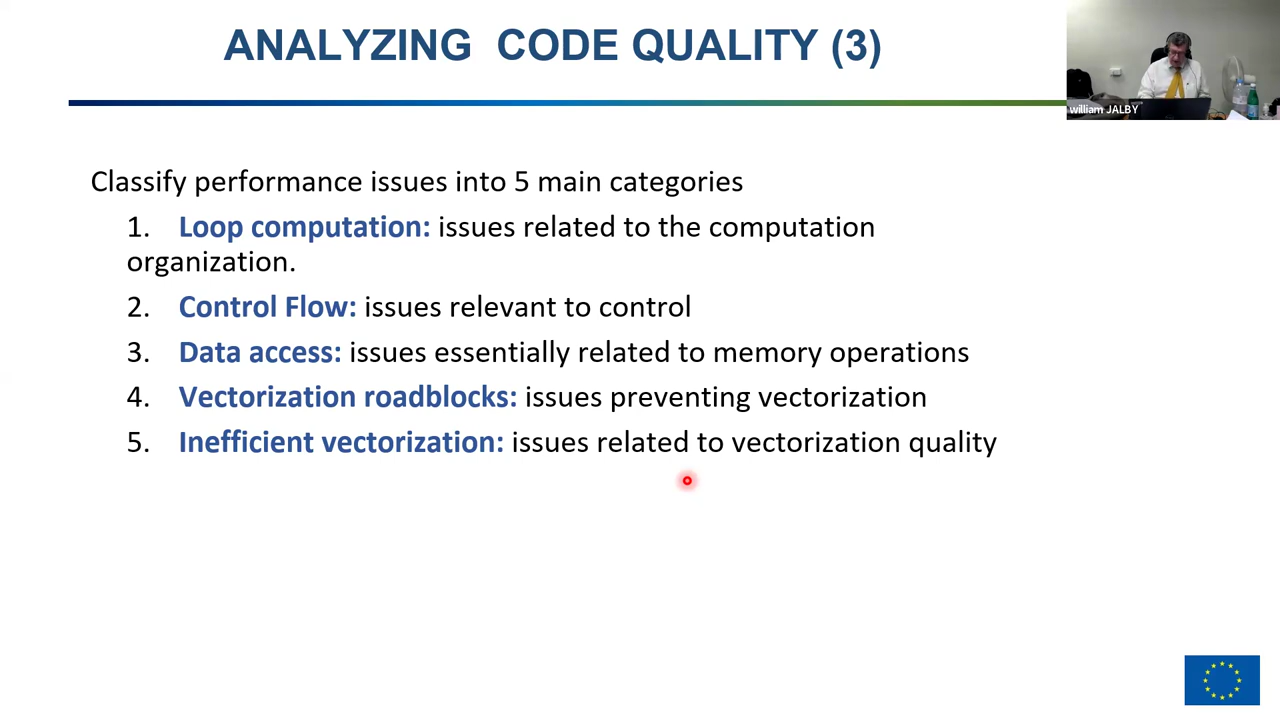 ANALYZING CODE QUALITY (3)
william JALBY
Classify performance issues into 5 main categories
1. Loop computation: issues related to the computation
organization.
2. Control Flow: issues relevant to control
3. Data access: issues essentially related to memory operations
4. Vectorization roadblocks: issues preventing vectorization
5. Inefficient vectorization: issues related to vectorization quality